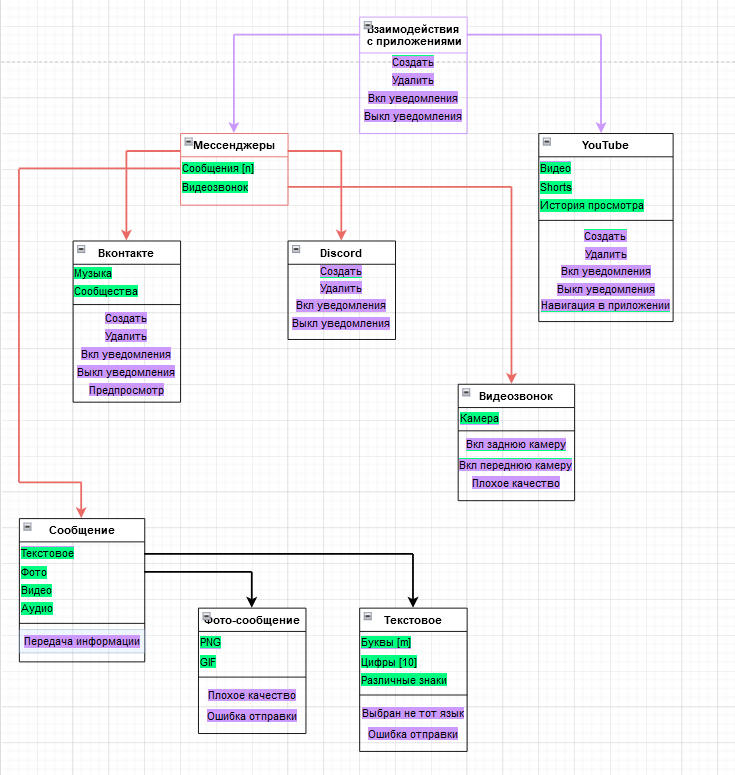 Взаимодействия
с приложениями
Создать
Удалить
Вкл уведомления
Выкл уведомления
Мессенджеры
Сообщения [n]
Видеозвонок
YouTube
Видео
Shorts
История просмотра
Создать
Удалить
Вкл уведомления
Выкл уведомления
Навигация в приложении
Вконтакте
Музыка
Сообщества
Создать
Удалить
Вкл уведомления
Выкл уведомления
Предпросмотр
Discord
Создать
Удалить
Вкл уведомления
Выкл уведомления
Видеозвонок
Камера
Вкл заднюю камеру
Вкл переднюю камеру
Плохое качество
Сообщение
Текстовое
Фото
Видео
Аудио
Передача информации
Фото-сообщение
PNG
GIF
Плохое качество
Ошибка отправки
Текстовое
Буквы [m]
Цифры [10]
Различные знаки
Выбран не тот язык
Ошибка отправки